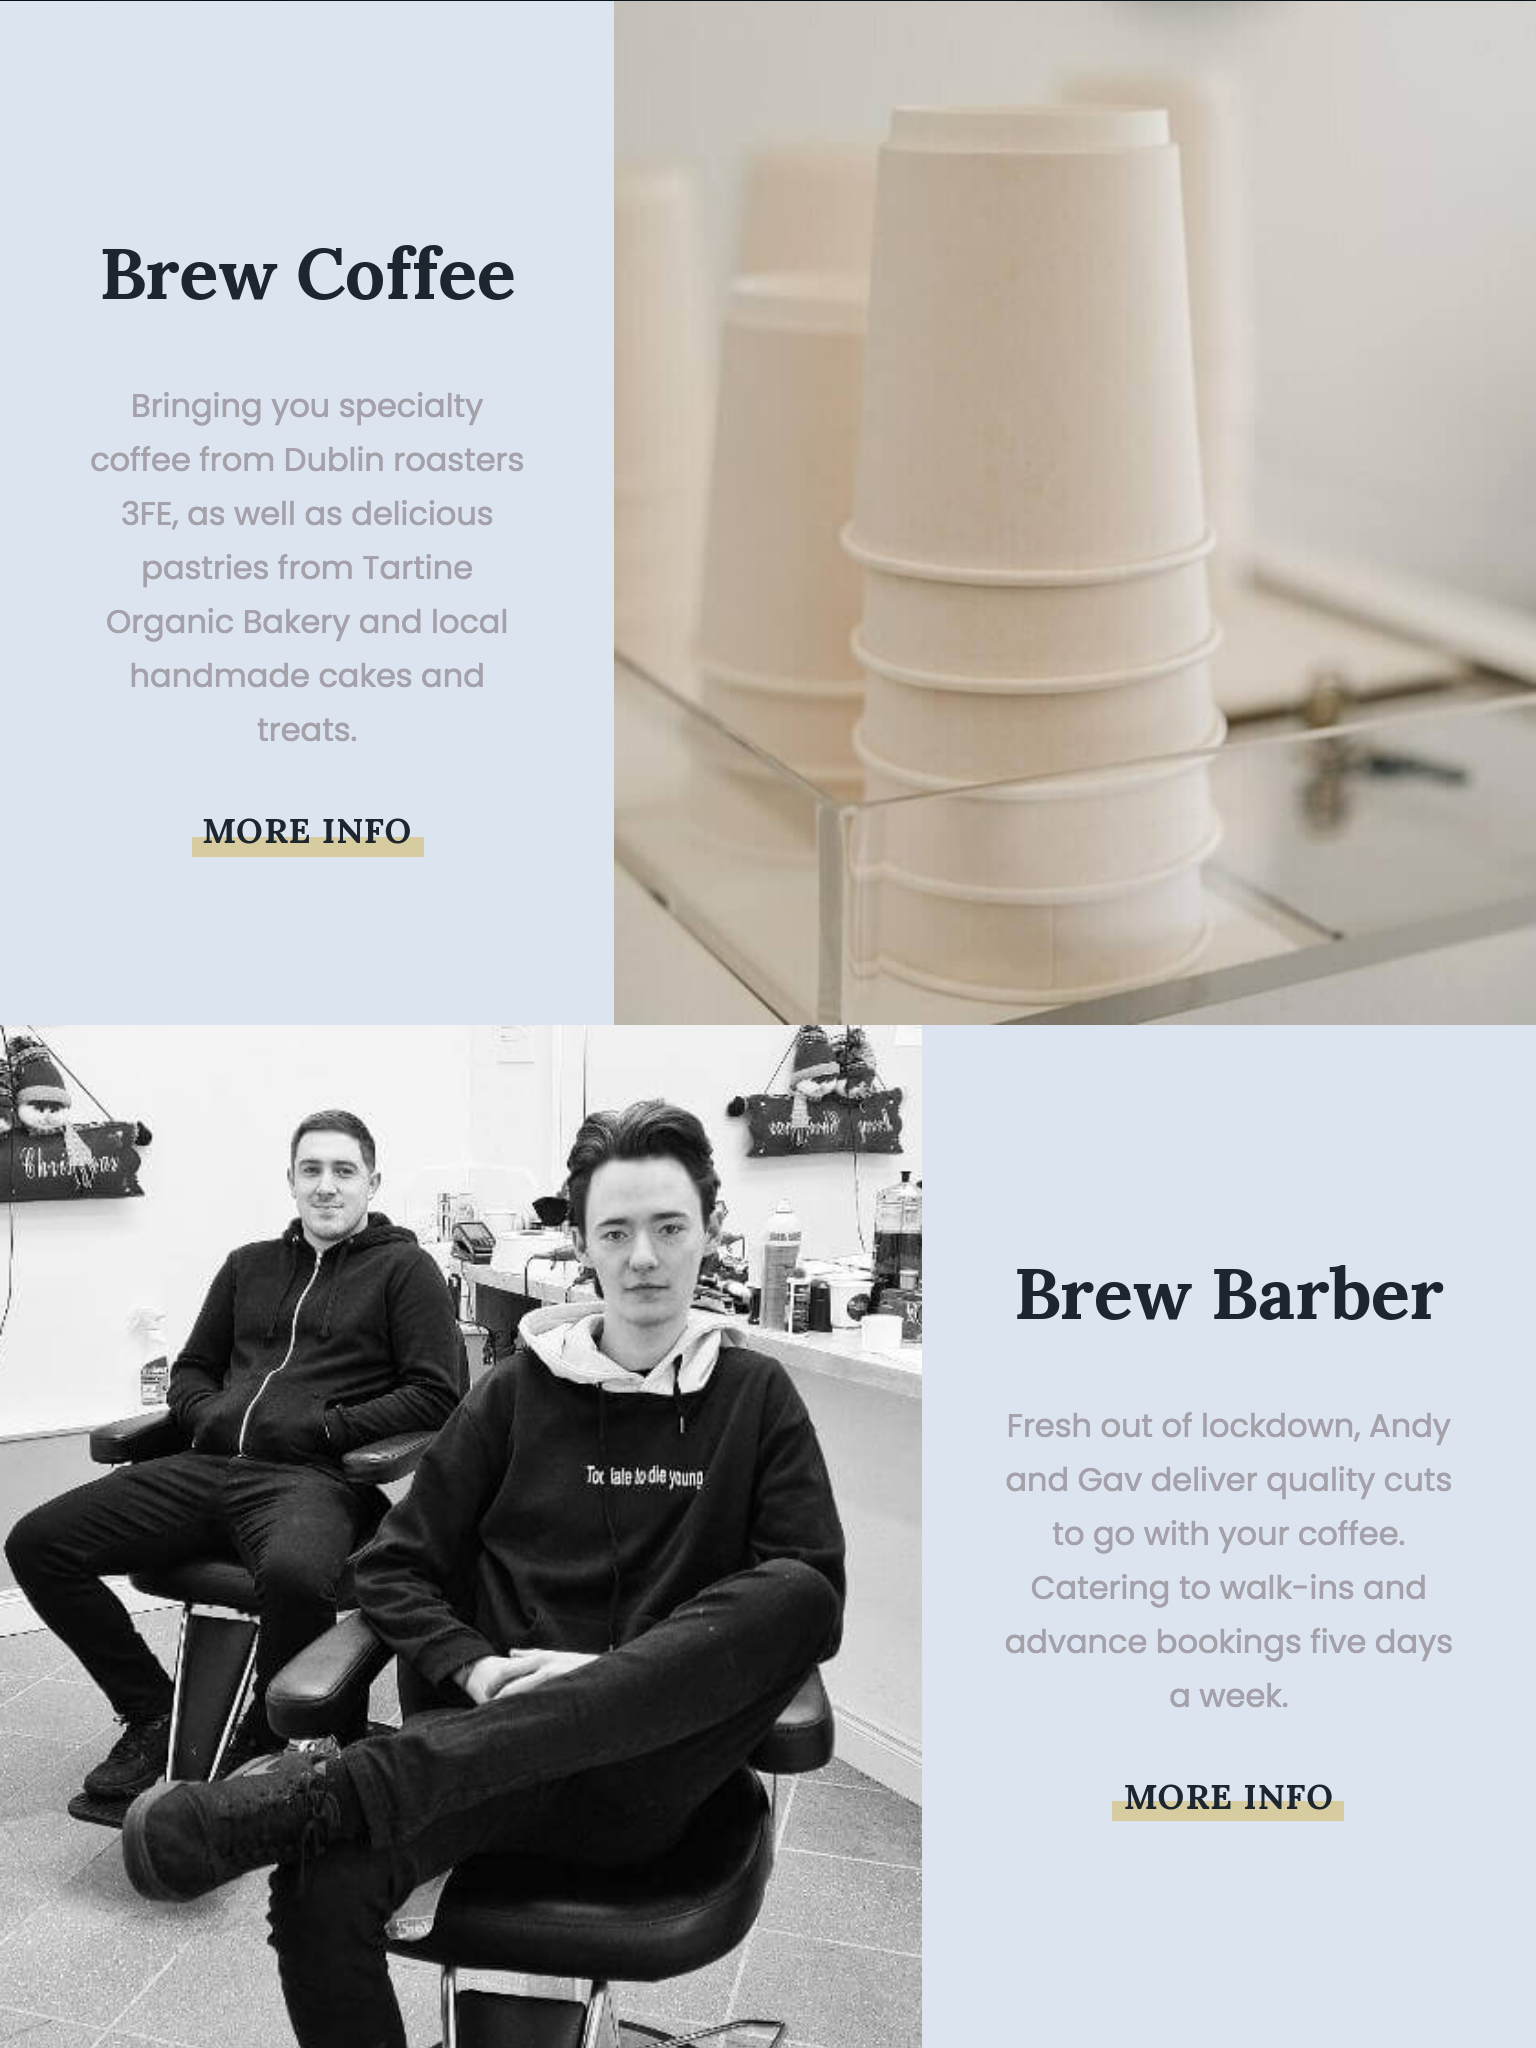 Brew Coffee
Bringing you specialty
coffee from Dublin roasters
3FE, as well as delicious
pastries from Tartine
Organic Bakery and local
handmade cakes and
treats.
MORE INFO
Christmas
Merry Christmas
Too late to die young
Brew Barber
Fresh out of lockdown, Andy
and Gav deliver quality cuts
to go with your coffee.
Catering to walk-ins and
advance bookings five days
a week.
MORE INFO